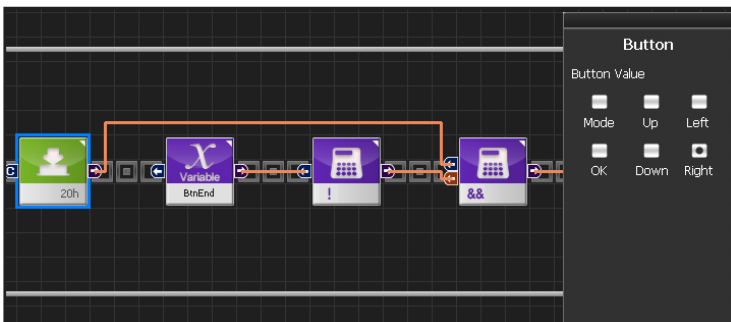 Button
Button Value
Mode Up Left
OK Down Right
C
20h
X
Variable
BtnEnd
!
&&